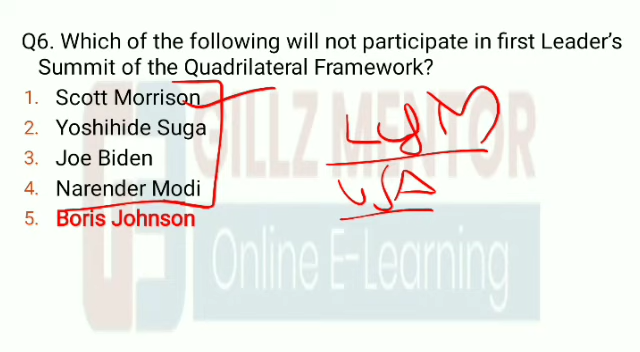 Q6. Which of the following will not participate in first Leader's
Summit of the Quadrilateral Framework?
1. Scott Morrison
2. Yoshihide Suga
3. Joe Biden
4. Narender Modi
5. Boris Johnson
GILLZ MENTOR
USA
Online E-Learning